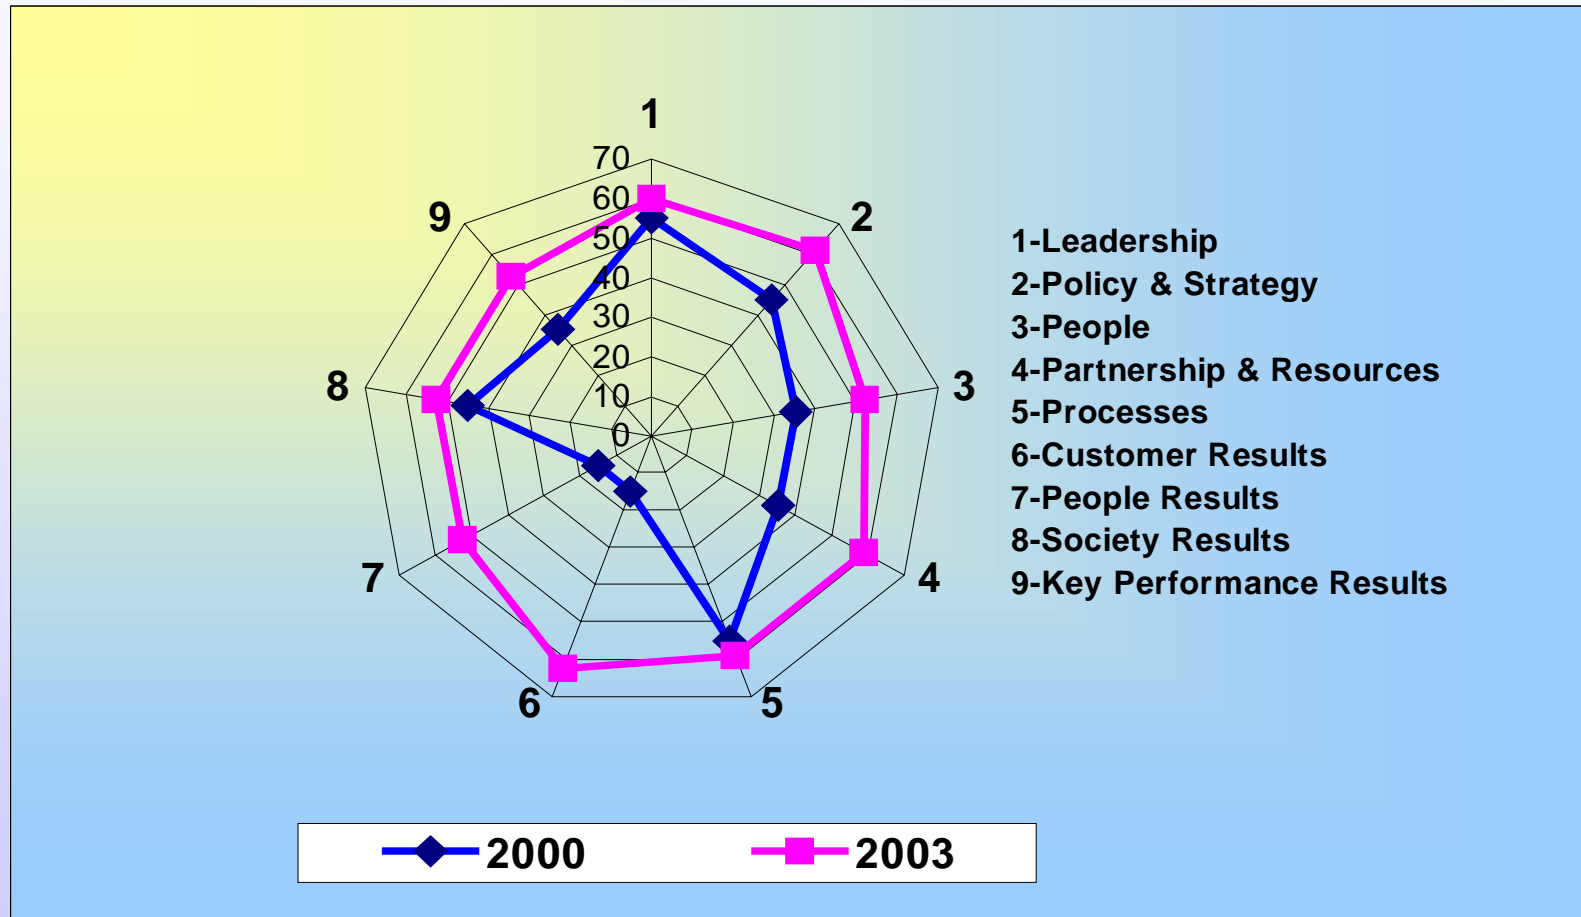 1
70
60
50
40
30
20
10
0
2
3
4
5
6
7
8
9
1-Leadership
2-Policy & Strategy
3-People
4-Partnership & Resources
5-Processes
6-Customer Results
7-People Results
8-Society Results
9-Key Performance Results
2000 2003